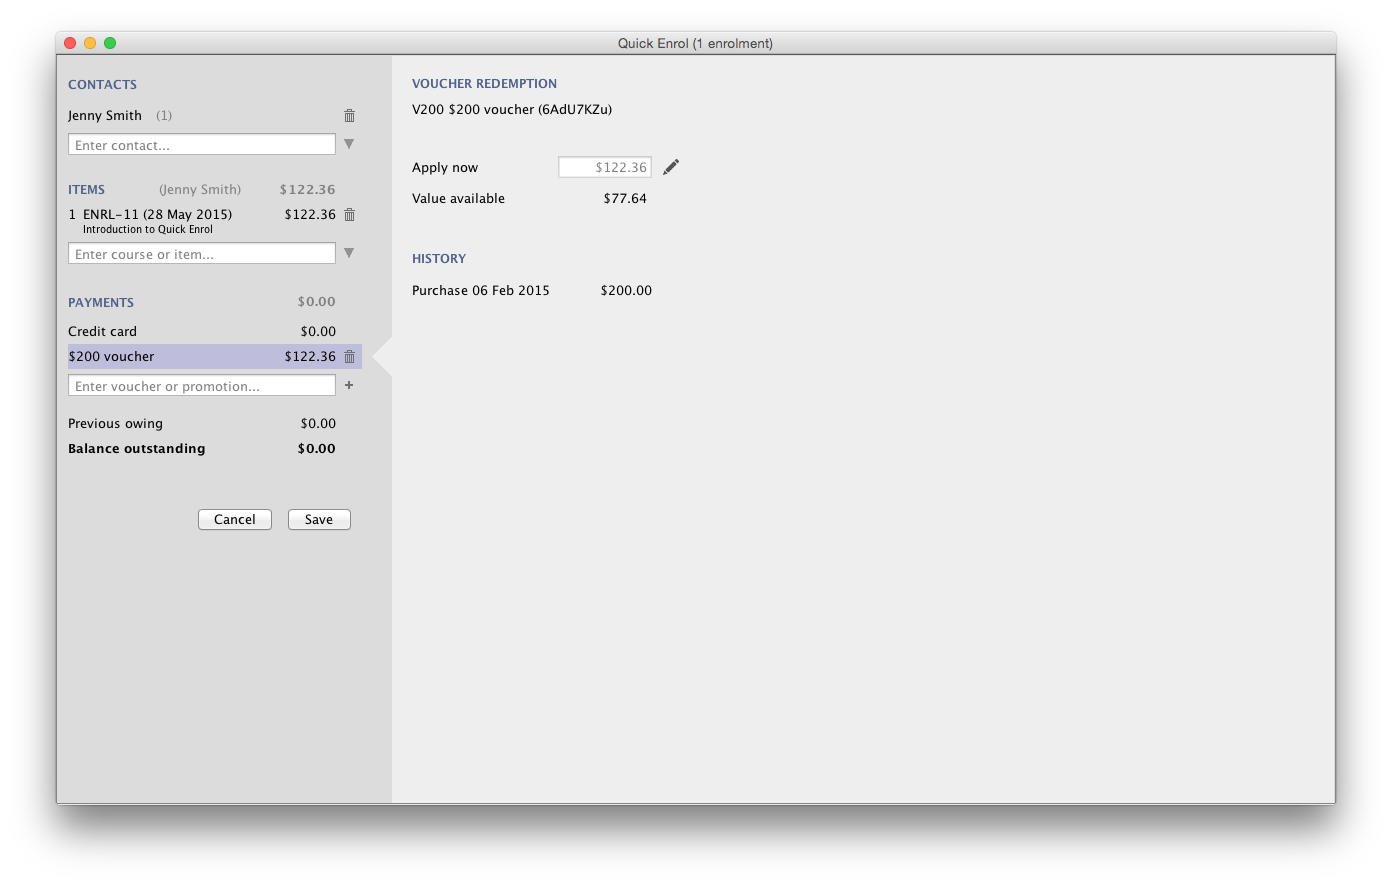 Quick Enrol (1 enrolment)
CONTACTS
Jenny Smith (1)
Enter contact...
ITEMS (Jenny Smith) $122.36
1 ENRL-11 (28 May 2015) $122.36
Introduction to Quick Enrol
Enter course or item...
PAYMENTS $0.00
Credit card $0.00
$200 voucher $122.36
Enter voucher or promotion... +
Previous owing $0.00
Balance outstanding $0.00
Cancel Save
VOUCHER REDEMPTION
V200 $200 voucher (6AdU7KZu)
Apply now $122.36
Value available $77.64
HISTORY
Purchase 06 Feb 2015 $200.00